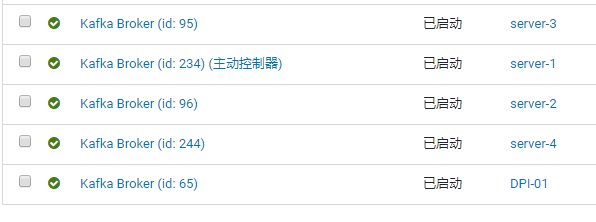 Kafka Broker (id: 95) 已启动 server-3
Kafka Broker (id: 234) (主动控制器) 已启动 server-1
Kafka Broker (id: 96) 已启动 server-2
Kafka Broker (id: 244) 已启动 server-4
Kafka Broker (id: 65) 已启动 DPI-01